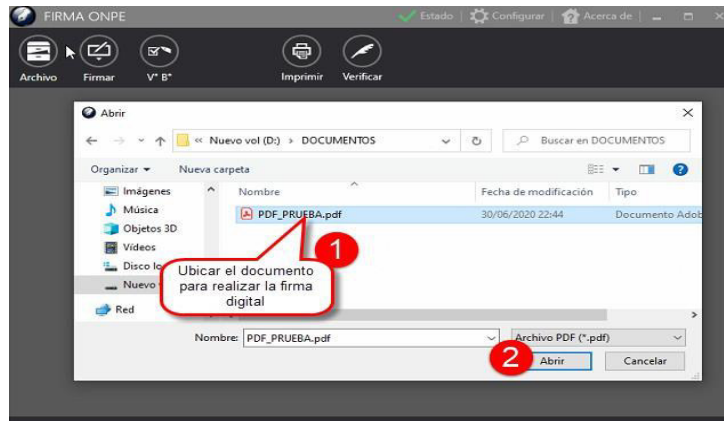 FIRMA ONPE
Estado
Configurar
Acerca de
Archivo
Firmar
V° B°
Imprimir
Verificar
Abrir
« Nuevo vol (D:) > DOCUMENTOS
Buscar en DOCUMENTOS
Organizar
Nueva carpeta
Imágenes
Nombre
Fecha de modificación
Tipo
Música
PDF_PRUEBA.pdf
30/06/2020 22:44
Documento Adob
Objetos 3D
Vídeos
1
Disco lo
Ubicar el documento
para realizar la firma
digital
Nuevo
Red
Nombre: PDF_PRUEBA.pdf
Archivo PDF (*.pdf)
2
Abrir
Cancelar